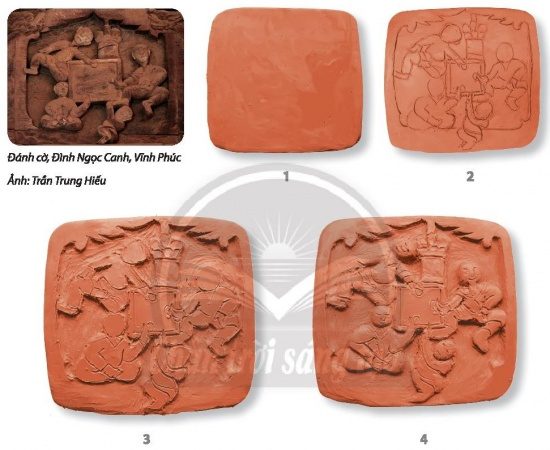 Đánh cờ, Đình Ngọc Canh, Vĩnh Phúc
Ảnh: Trần Trung Hiếu
1
2
3
4